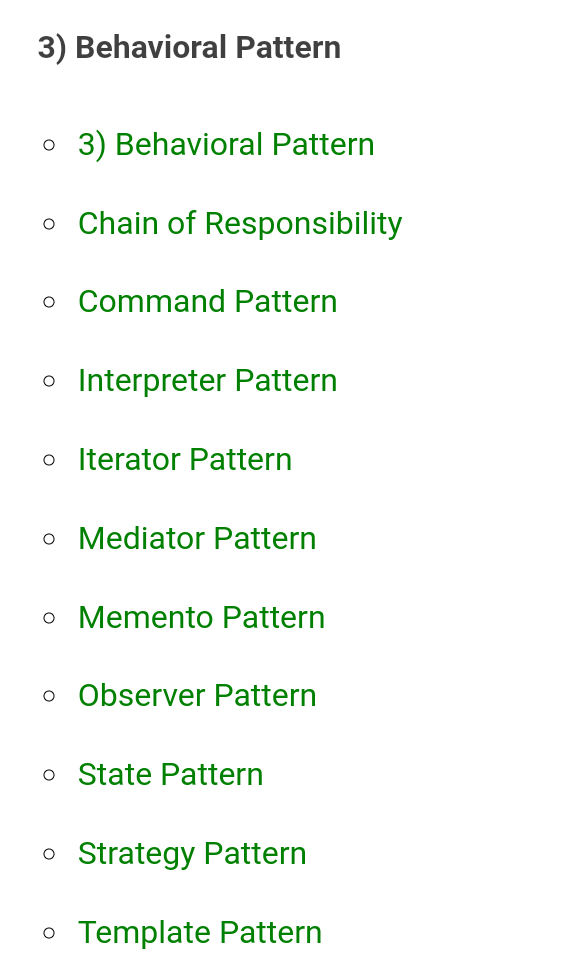 3) Behavioral Pattern
3) Behavioral Pattern
Chain of Responsibility
Command Pattern
Interpreter Pattern
Iterator Pattern
Mediator Pattern
Memento Pattern
Observer Pattern
State Pattern
Strategy Pattern
Template Pattern